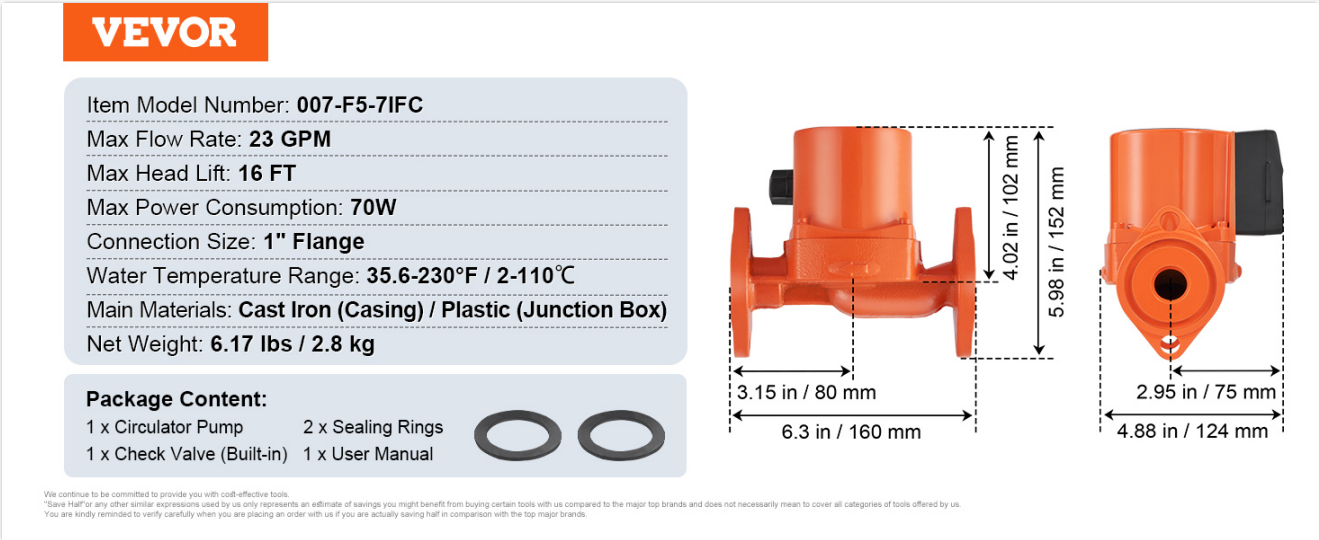 VEVOR
Item Model Number: 007-F5-7IFC
Max Flow Rate: 23 GPM
Max Head Lift: 16 FT
Max Power Consumption: 70W
Connection Size: 1" Flange
Water Temperature Range: 35.6-230°F / 2-110℃
Main Materials: Cast Iron (Casing) / Plastic (Junction Box)
Net Weight: 6.17 lbs / 2.8 kg
Package Content:
1 x Circulator Pump
2 x Sealing Rings
1 x Check Valve (Built-in)
1 x User Manual
4.02 in / 102 mm
5.98 in / 152 mm
3.15 in / 80 mm
6.3 in / 160 mm
2.95 in / 75 mm
4.88 in / 124 mm
We continue to be committed to provide you with cost-effective tools.
"Save Half"or any other similar expressions used by us only represents an estimate of savings you might benefit from buying certain tools with us compared to the major top brands and does not necessarily mean to cover all categories of tools offered by us.
You are kindly reminded to verify carefully when you are placing an order with us if you are actually saving half in comparison with the top major brands.